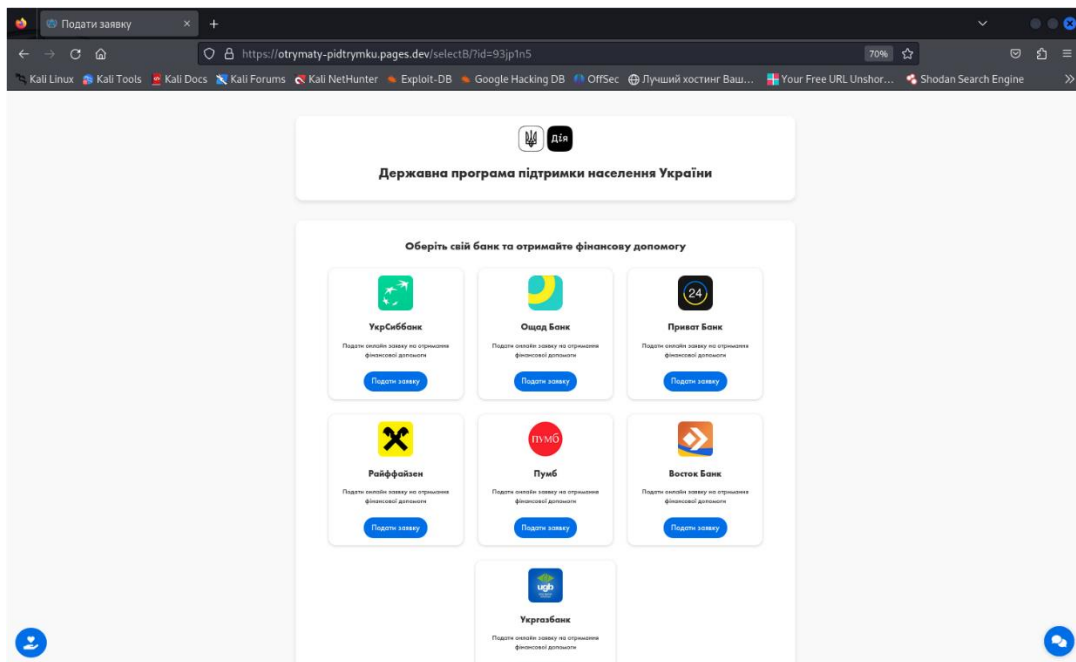 Подати заявку
https://otrymaty-pidtrymku.pages.dev/selectB/?id=93jp1n5
70%
Kali Linux Kali Tools Kali Docs Kali Forums Kali NetHunter Exploit-DB Google Hacking DB OffSec Лучший хостинг Ваш... Your Free URL Unshor... Shodan Search Engine
Дія
Державна програма підтримки населення України
Оберіть свій банк та отримайте фінансову допомогу
24
УкрСиббанк Ощад Банк Приват Банк
Подати онлайн заявку на отримання Подати онлайн заявку на отримання Подати онлайн заявку на отримання
фінансової допомоги фінансової допомоги фінансової допомоги
Подати заявку Подати заявку Подати заявку
пумб
Райффайзен Пумб Восток Банк
Подати онлайн заявку на отримання Подати онлайн заявку на отримання Подати онлайн заявку на отримання
фінансової допомоги фінансової допомоги фінансової допомоги
Подати заявку Подати заявку Подати заявку
ugb
Укргазбанк
Подати онлайн заявку на отримання
фінансової допомоги